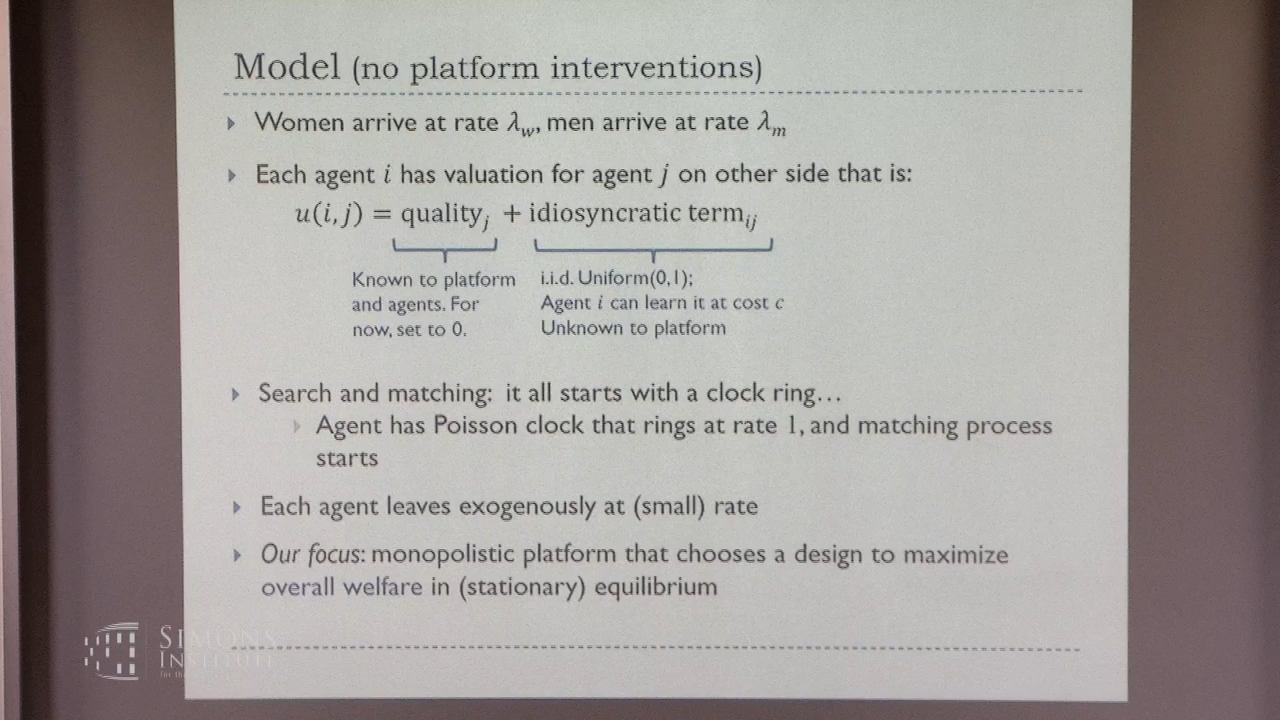 Model (no platform interventions)
Women arrive at rate λ_w, men arrive at rate λ_m
Each agent i has valuation for agent j on other side that is:
u(i,j) = quality_j + idiosyncratic term_ij
Known to platform
and agents. For
now, set to 0.
i.i.d. Uniform(0,1);
Agent i can learn it at cost c
Unknown to platform
Search and matching: it all starts with a clock ring…
Agent has Poisson clock that rings at rate 1, and matching process
starts
Each agent leaves exogenously at (small) rate
Our focus: monopolistic platform that chooses a design to maximize
overall welfare in (stationary) equilibrium
SIMONS
INSTITUTE